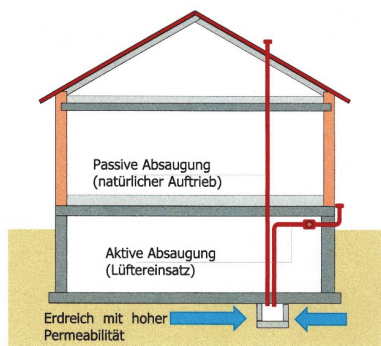 Passive Absaugung
(natürlicher Auftrieb)
Aktive Absaugung
(Lüftereinsatz)
Erdreich mit hoher
Permeabilität